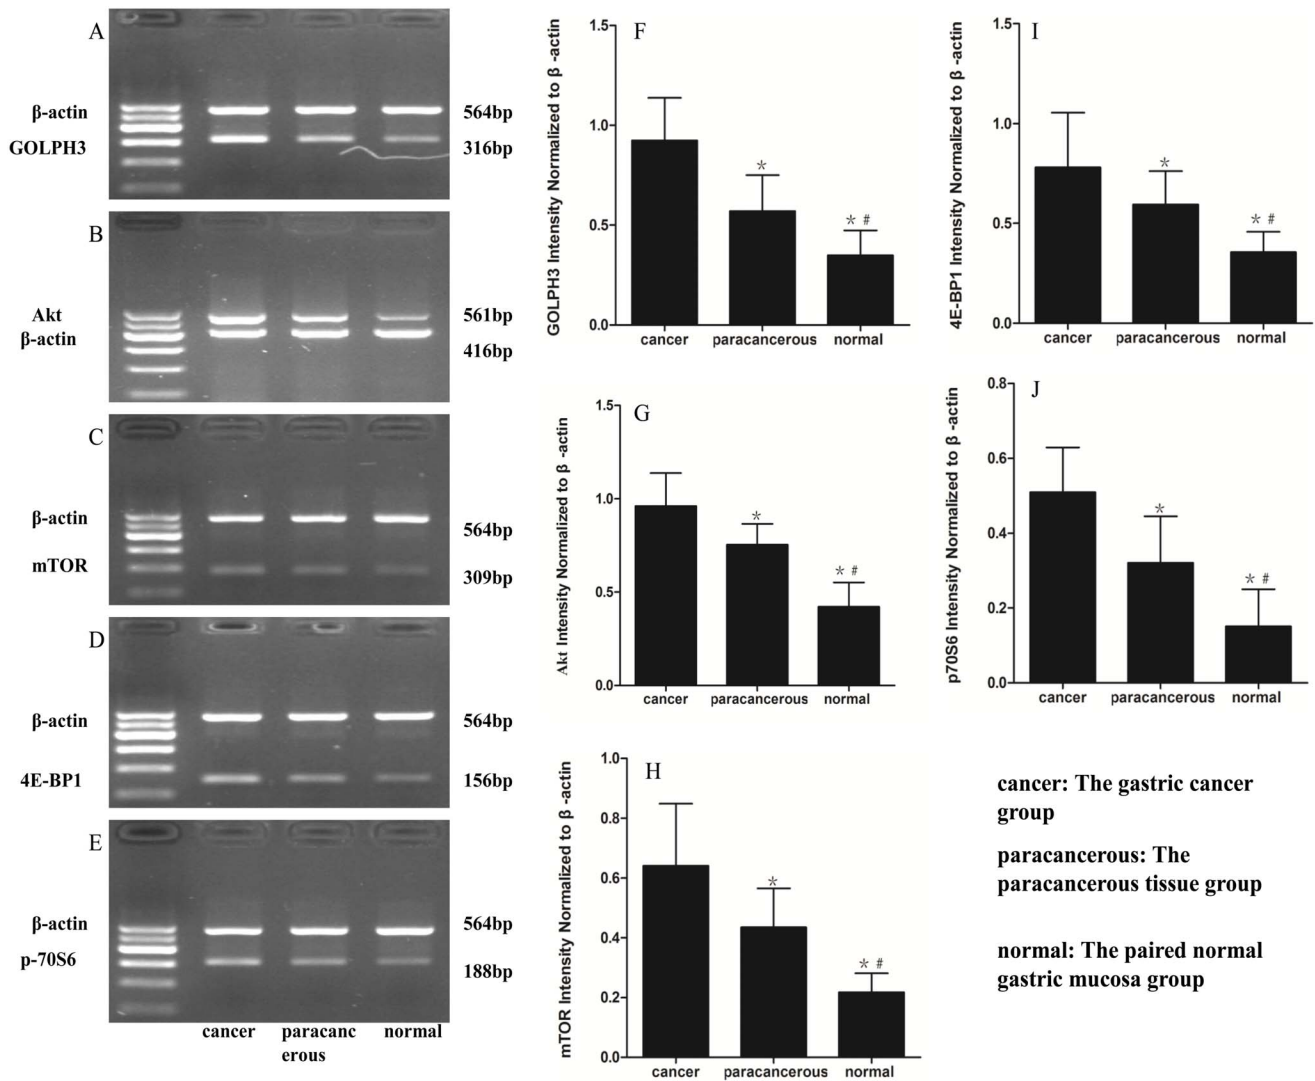 A
β-actin 564bp
GOLPH3 316bp
B
Akt 561bp
β-actin 416bp
C
β-actin 564bp
mTOR 309bp
D
β-actin 564bp
4E-BP1 156bp
E
β-actin 564bp
p-70S6 188bp
cancer paracanc normal
erous
F
GOLPH3 Intensity Normalized to β -actin
1.5
1.0
0.5
0.0
*
* #
cancer paracancerous normal
G
Akt Intensity Normalized to β -actin
1.5
1.0
0.5
0.0
*
* #
cancer paracancerous normal
H
mTOR Intensity Normalized to β -actin
1.0
0.8
0.6
0.4
0.2
0.0
*
* #
cancer paracancerous normal
I
4E-BP1 Intensity Normalized to β -actin
1.5
1.0
0.5
0.0
*
* #
cancer paracancerous normal
J
p70S6 Intensity Normalized to β -actin
0.8
0.6
0.4
0.2
0.0
*
* #
cancer paracancerous normal
cancer: The gastric cancer
group
paracancerous: The
paracancerous tissue group
normal: The paired normal
gastric mucosa group